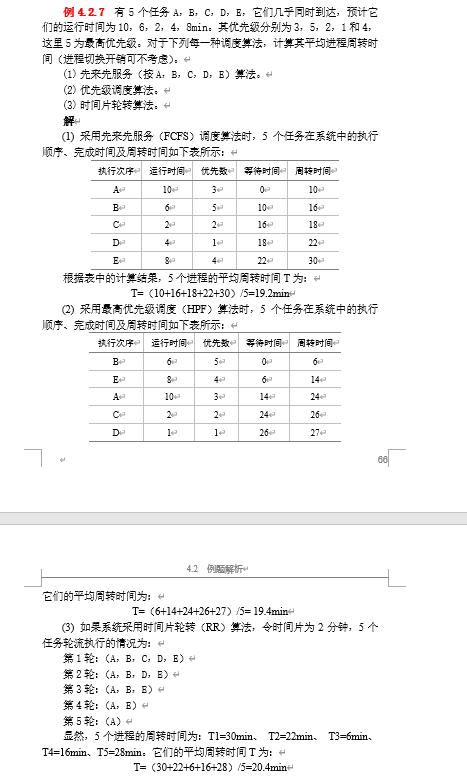 例 4.2.7 有 5 个任务 A，B，C，D，E，它们几乎同时到达，预计它
们的运行时间为 10，6，2，4，8min。其优先级分别为 3，5，2，1 和 4，
这里 5 为最高优先级。对于下列每一种调度算法，计算其平均进程周转时
间（进程切换开销可不考虑）。
(1) 先来先服务（按 A，B，C，D，E）算法。
(2) 优先级调度算法。
(3) 时间片轮转算法。
解
(1) 采用先来先服务（FCFS）调度算法时，5 个任务在系统中的执行
顺序、完成时间及周转时间如下表所示：
执行次序 运行时间 优先数 等待时间 周转时间
A 10 3 0 10
B 6 5 10 16
C 2 2 16 18
D 4 1 18 22
E 8 4 22 30
根据表中的计算结果，5 个进程的平均周转时间 T 为：
T=（10+16+18+22+30）/5=19.2min
(2) 采用最高优先级调度（HPF）算法时，5 个任务在系统中的执行
顺序、完成时间及周转时间如下表所示：
执行次序 运行时间 优先数 等待时间 周转时间
B 6 5 0 6
E 8 4 6 14
A 10 3 14 24
C 2 2 24 26
D 1 1 26 27
66
4.2 例题解析
它们的平均周转时间为：
T=（6+14+24+26+27）/5= 19.4min
(3) 如果系统采用时间片轮转（RR）算法，令时间片为 2 分钟，5 个
任务轮流执行的情况为：
第 1 轮：（A，B，C，D，E）
第 2 轮：（A，B，D，E）
第 3 轮：（A，B，E）
第 4 轮：（A，E）
第 5 轮：（A）
显然，5 个进程的周转时间为：T1=30min、 T2=22min、 T3=6min、
T4=16min、T5=28min。它们的平均周转时间 T 为：
T=（30+22+6+16+28）/5=20.4min